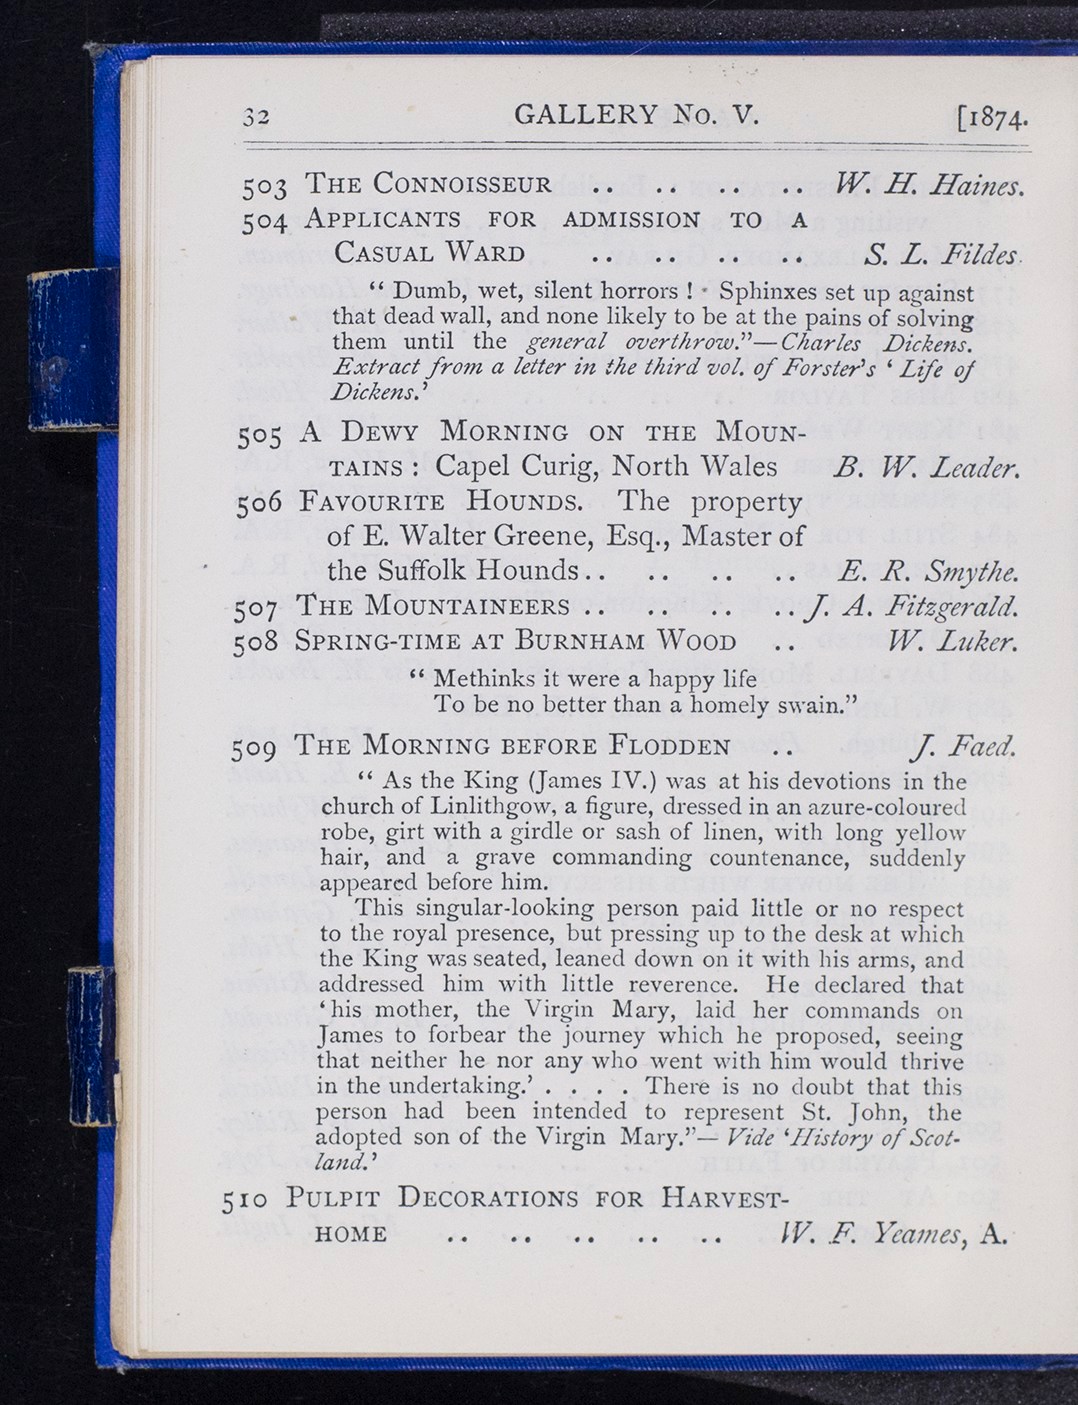 32 GALLERY No. V. [1874.
503 THE CONNOISSEUR .. .. .. W. H. Haines.
504 APPLICANTS FOR ADMISSION TO A
CASUAL WARD .. .. .. .. S. L. Fildes.
“ Dumb, wet, silent horrors ! Sphinxes set up against
that dead wall, and none likely to be at the pains of solving
them until the general overthrow.”—Charles Dickens.
Extract from a letter in the third vol. of Forster's ‘ Life of
Dickens.’
505 A DEWY MORNING ON THE MOUN-
TAINS : Capel Curig, North Wales B. W. Leader.
506 FAVOURITE HOUNDS. The property
of E. Walter Greene, Esq., Master of
the Suffolk Hounds .. .. .. .. E. R. Smythe.
507 THE MOUNTAINEERS .. .. .. .. J. A. Fitzgerald.
508 SPRING-TIME AT BURNHAM WOOD .. W. Luker.
“ Methinks it were a happy life
To be no better than a homely swain.”
509 THE MORNING BEFORE FLODDEN .. J. Faed.
“ As the King (James IV.) was at his devotions in the
church of Linlithgow, a figure, dressed in an azure-coloured
robe, girt with a girdle or sash of linen, with long yellow
hair, and a grave commanding countenance, suddenly
appeared before him.
This singular-looking person paid little or no respect
to the royal presence, but pressing up to the desk at which
the King was seated, leaned down on it with his arms, and
addressed him with little reverence. He declared that
‘his mother, the Virgin Mary, laid her commands on
James to forbear the journey which he proposed, seeing
that neither he nor any who went with him would thrive
in the undertaking.’ . . . . There is no doubt that this
person had been intended to represent St. John, the
adopted son of the Virgin Mary.”— Vide ‘History of Scot-
land.’
510 PULPIT DECORATIONS FOR HARVEST-
HOME .. .. .. .. .. W. F. Yeames, A.